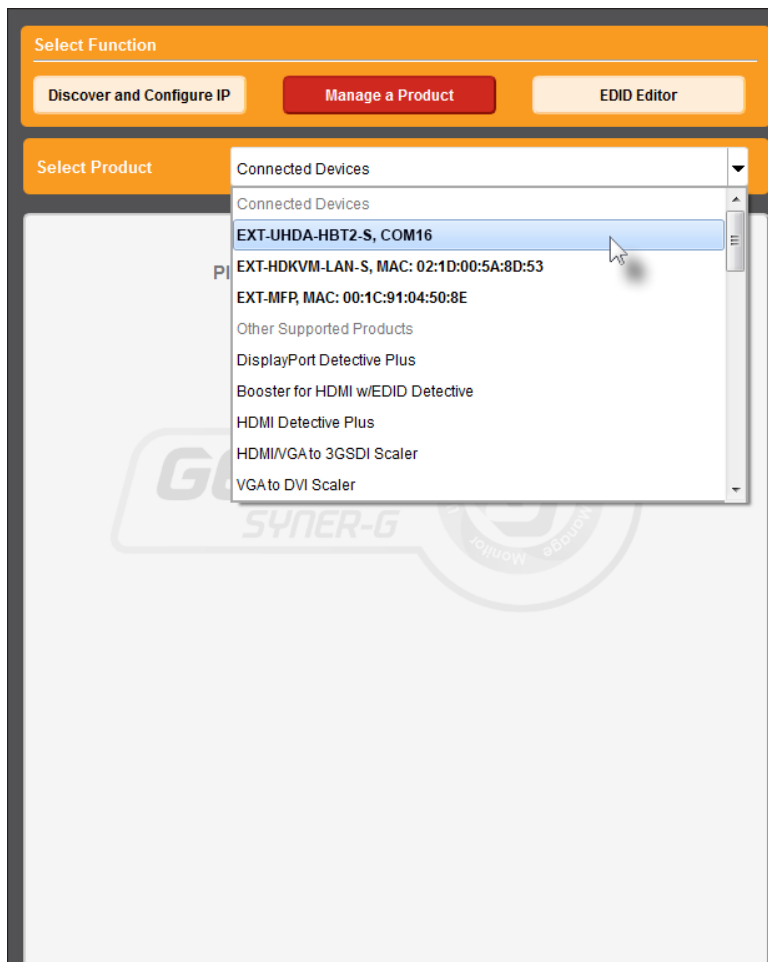 Select Function
Discover and Configure IP
Manage a Product
EDID Editor
Select Product
Connected Devices
Connected Devices
EXT-UHDA-HBT2-S, COM16
EXT-HDKVM-LAN-S, MAC: 02:1D:00:5A:8D:53
EXT-MFP, MAC: 00:1C:91:04:50:8E
Other Supported Products
DisplayPort Detective Plus
Booster for HDMI w/EDID Detective
HDMI Detective Plus
HDMI/VGA to 3GSDI Scaler
VGA to DVI Scaler
SYNER-G
Manage
Monitor